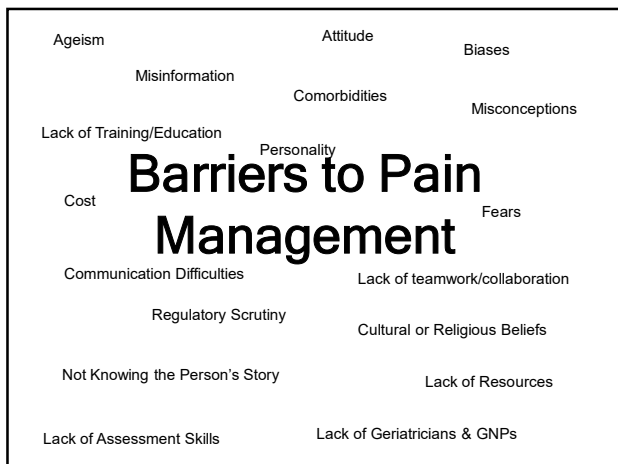 Ageism
Attitude
Biases
Misinformation
Comorbidities
Misconceptions
Lack of Training/Education
Personality
Barriers to Pain
Management
Cost
Fears
Communication Difficulties
Lack of teamwork/collaboration
Regulatory Scrutiny
Cultural or Religious Beliefs
Not Knowing the Person’s Story
Lack of Resources
Lack of Assessment Skills
Lack of Geriatricians & GNPs